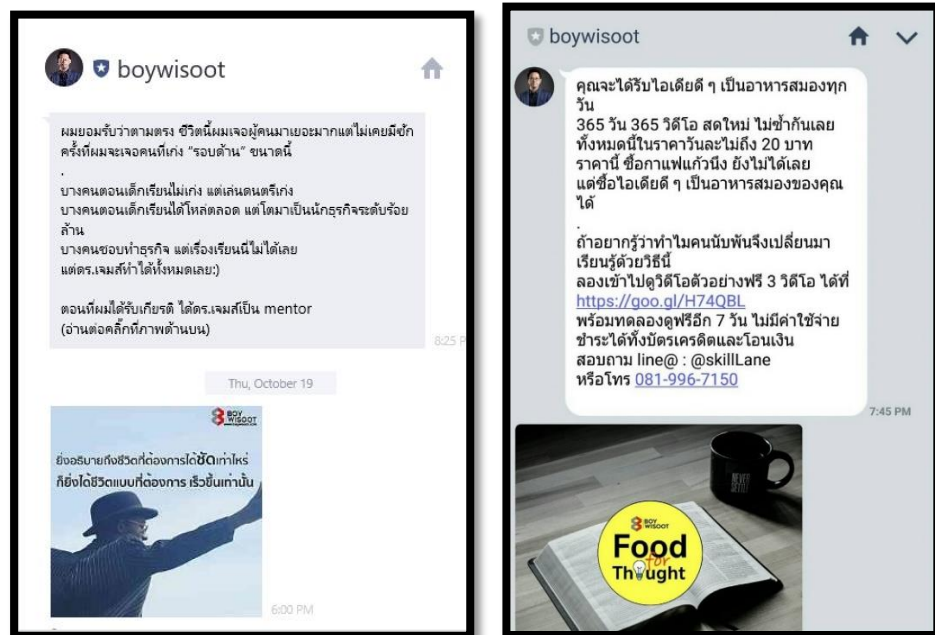 boywisoot
ผมยอมรับว่าตามตรง ชีวิตนี้ผมเจอผู้คนมาเยอะมากแต่ไม่เคยมีซัก
ครั้งที่ผมจะเจอคนที่เก่ง "รอบด้าน" ขนาดนี้
.
บางคนตอนเด็กเรียนไม่เก่ง แต่เล่นดนตรีเก่ง
บางคนตอนเด็กเรียนได้โหล่ตลอด แต่โตมาเป็นนักธุรกิจระดับร้อย
ล้าน
บางคนชอบทำธุรกิจ แต่เรื่องเรียนนี่ไม่ได้เลย
แต่ดร.เจมส์ทำได้ทั้งหมดเลย:)
ตอนที่ผมได้รับเกียรติ ได้ดร.เจมส์เป็น mentor
(อ่านต่อคลิ๊กที่ภาพด้านบน)
8:25 P
Thu, October 19
BOY
WISOOT
ยิ่งอธิบายถึงชีวิตที่ต้องการได้ชัดเท่าไหร่
ก็ยิ่งได้ชีวิตแบบที่ต้องการ เร็วขึ้นเท่านั้น
6:00 PM
boywisoot
คุณจะได้รับไอเดียดี ๆ เป็นอาหารสมองทุก
วัน
365 วัน 365 วิดีโอ สดใหม่ ไม่ซ้ำกันเลย
ทั้งหมดนี้ในราคาวันละไม่ถึง 20 บาท
ราคานี้ ซื้อกาแฟแก้วนึง ยังไม่ได้เลย
แต่ซื้อไอเดียดี ๆ เป็นอาหารสมองของคุณ
ได้
.
ถ้าอยากรู้ว่าทำไมคนนับพันจึงเปลี่ยนมา
เรียนรู้ด้วยวิธีนี้
ลองเข้าไปดูวิดีโอตัวอย่างฟรี 3 วิดีโอ ได้ที่
https://goo.gl/H74QBL
พร้อมทดลองดูฟรีอีก 7 วัน ไม่มีค่าใช้จ่าย
ชำระได้ทั้งบัตรเครดิตและโอนเงิน
สอบถาม line@ : @skillLane
หรือโทร 081-996-7150
7:45 PM
BOY
WISOOT
Food
for
Thought